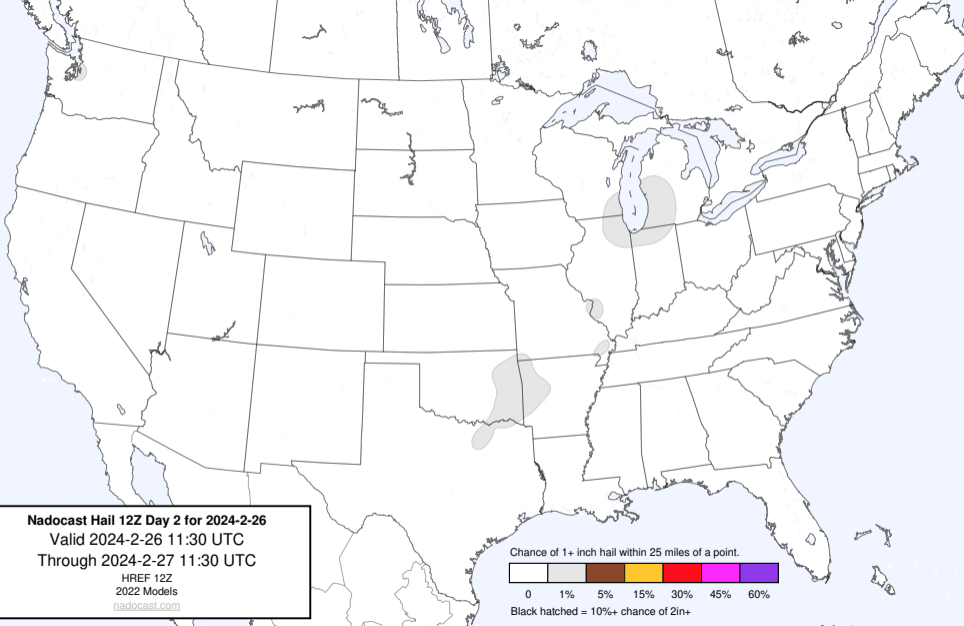 Nadocast Hail 12Z Day 2 for 2024-2-26
Valid 2024-2-26 11:30 UTC
Through 2024-2-27 11:30 UTC
HREF 12Z
2022 Models
nadocast.com
Chance of 1+ inch hail within 25 miles of a point.
0 1% 5% 15% 30% 45% 60%
Black hatched = 10%+ chance of 2in+